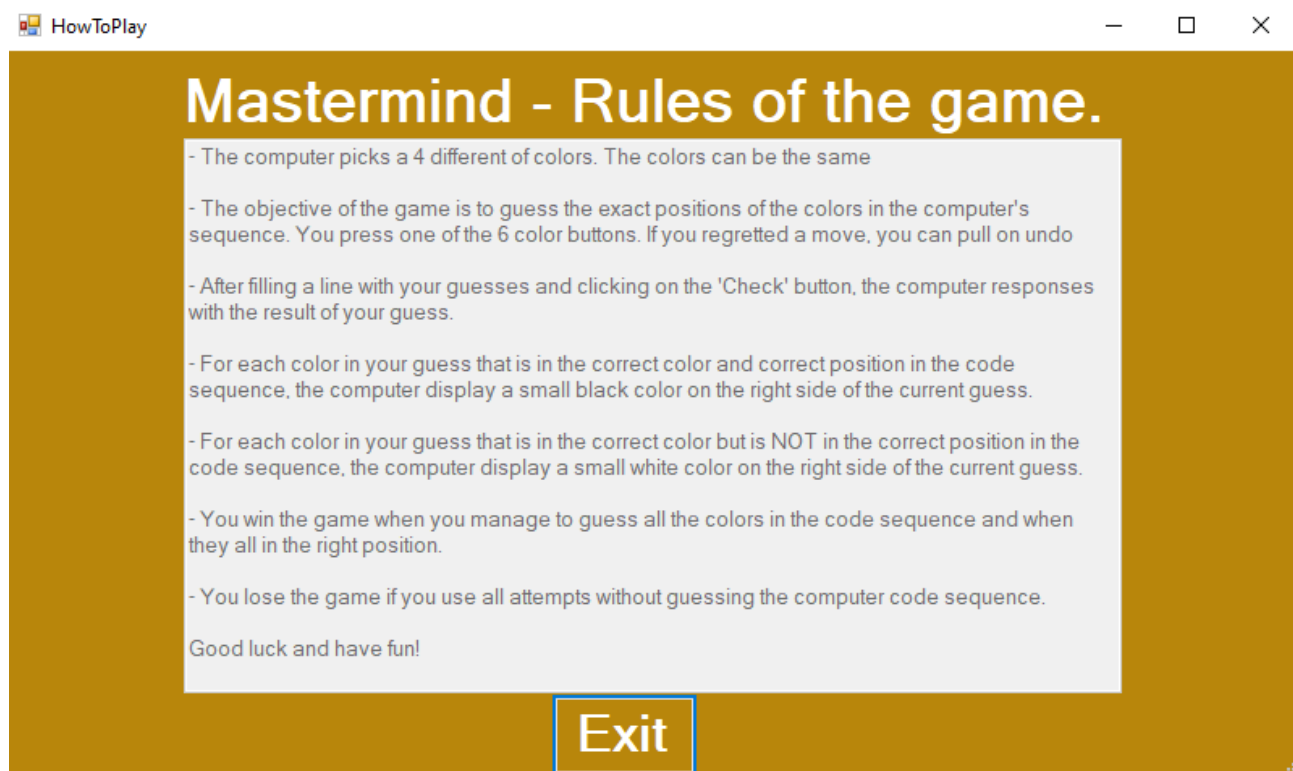 HowToPlay
Mastermind - Rules of the game.
- The computer picks a 4 different of colors. The colors can be the same
- The objective of the game is to guess the exact positions of the colors in the computer's
sequence. You press one of the 6 color buttons. If you regretted a move, you can pull on undo
- After filling a line with your guesses and clicking on the 'Check' button, the computer responses
with the result of your guess.
- For each color in your guess that is in the correct color and correct position in the code
sequence, the computer display a small black color on the right side of the current guess.
- For each color in your guess that is in the correct color but is NOT in the correct position in the
code sequence, the computer display a small white color on the right side of the current guess.
- You win the game when you manage to guess all the colors in the code sequence and when
they all in the right position.
- You lose the game if you use all attempts without guessing the computer code sequence.
Good luck and have fun!
Exit